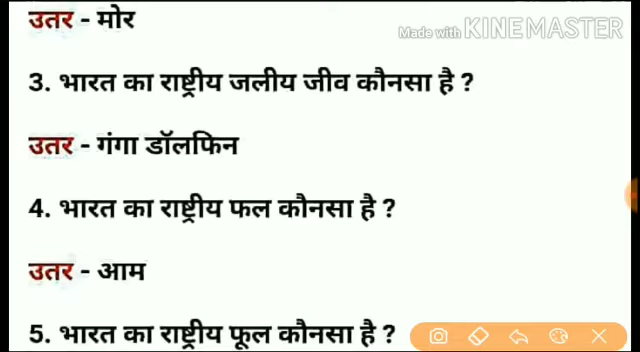 उतर - मोर
Made with KINEMASTER
3. भारत का राष्ट्रीय जलीय जीव कौनसा है ?
उतर - गंगा डॉलफिन
4. भारत का राष्ट्रीय फल कौनसा है ?
उतर - आम
5. भारत का राष्ट्रीय फूल कौनसा है ?